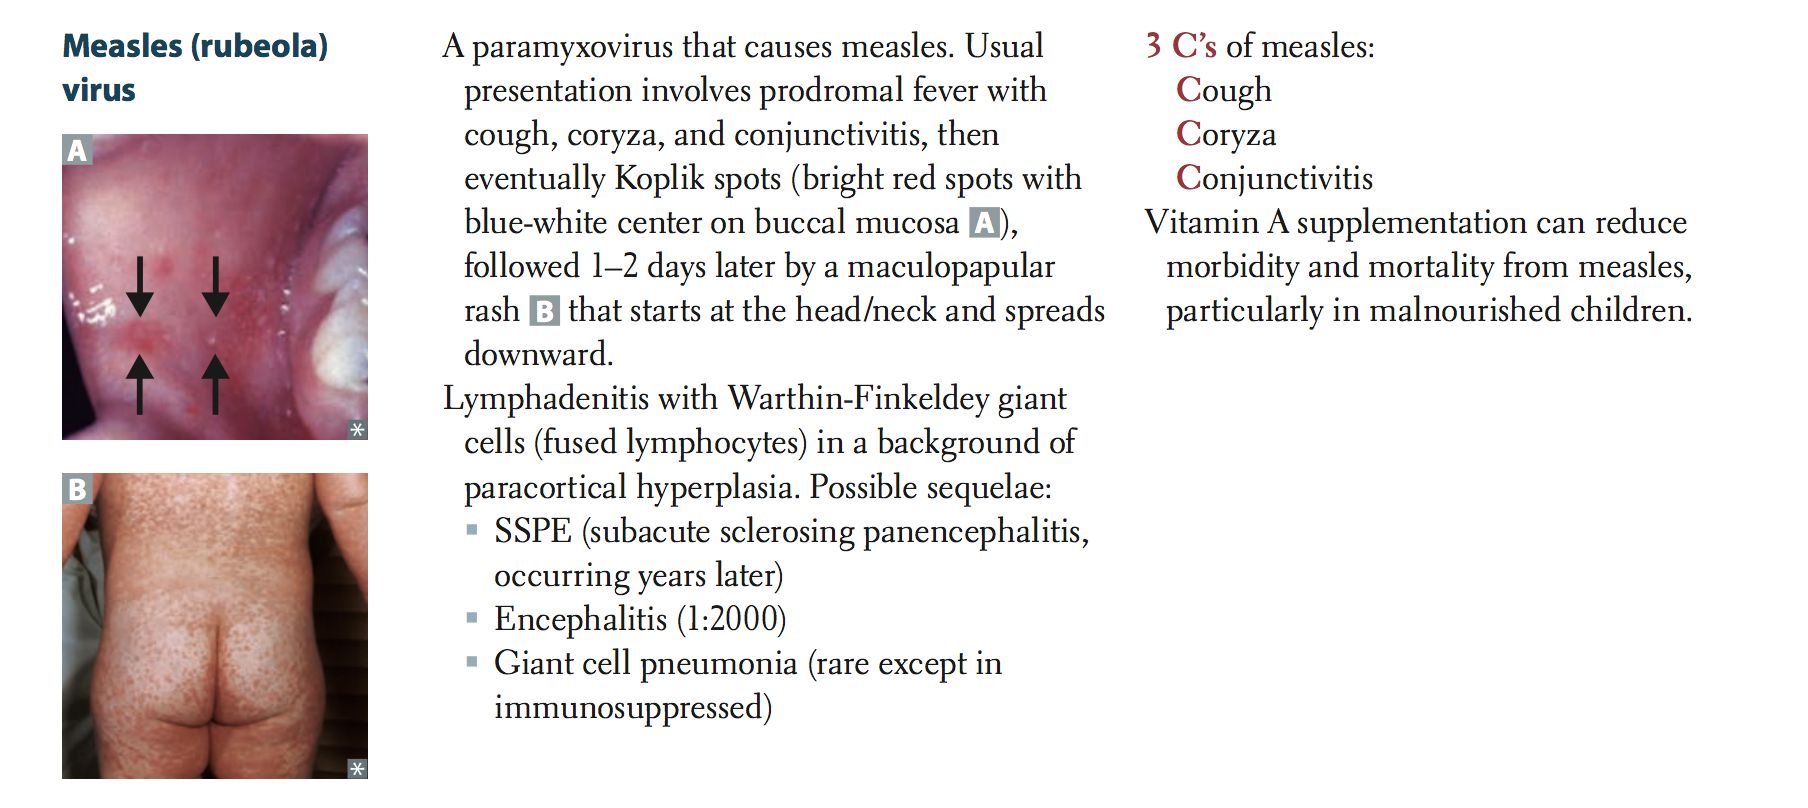 Measles (rubeola)
virus
A
*
B
*
A paramyxovirus that causes measles. Usual
presentation involves prodromal fever with
cough, coryza, and conjunctivitis, then
eventually Koplik spots (bright red spots with
blue-white center on buccal mucosa A),
followed 1–2 days later by a maculopapular
rash B that starts at the head/neck and spreads
downward.
Lymphadenitis with Warthin-Finkeldey giant
cells (fused lymphocytes) in a background of
paracortical hyperplasia. Possible sequelae:
▪ SSPE (subacute sclerosing panencephalitis,
occurring years later)
▪ Encephalitis (1:2000)
▪ Giant cell pneumonia (rare except in
immunosuppressed)
3 C’s of measles:
Cough
Coryza
Conjunctivitis
Vitamin A supplementation can reduce
morbidity and mortality from measles,
particularly in malnourished children.